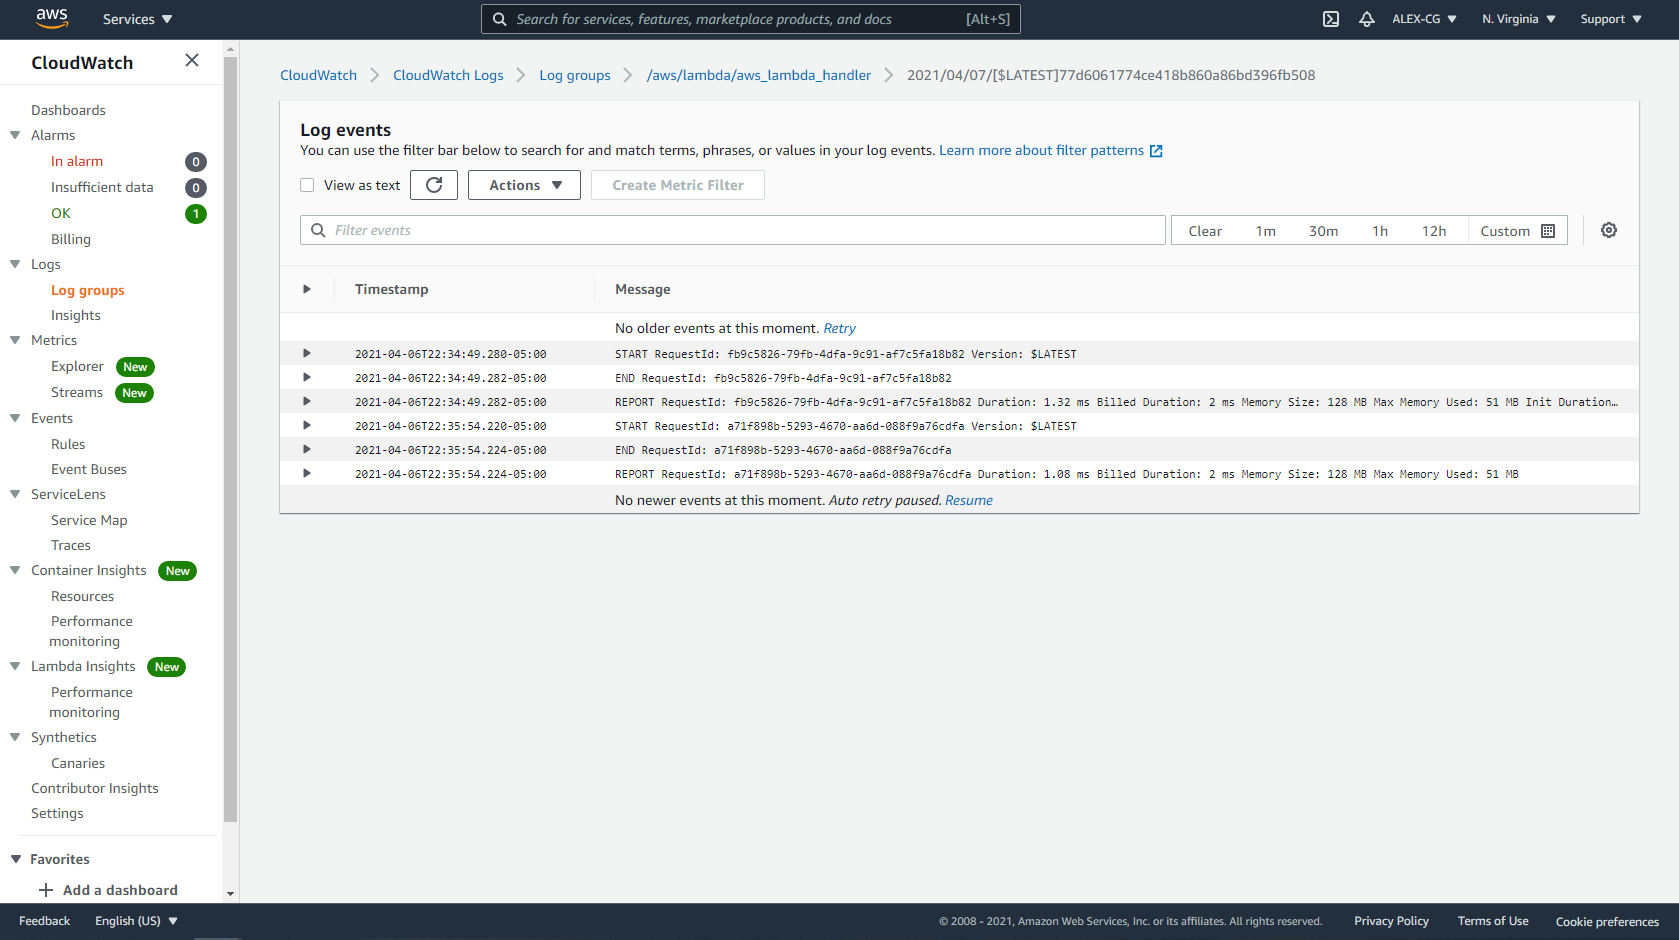 aws
Services
Search for services, features, marketplace products, and docs [Alt+S]
ALEX-CG
N. Virginia
Support
CloudWatch
Dashboards
Alarms
In alarm 0
Insufficient data 0
OK 1
Billing
Logs
Log groups
Insights
Metrics
Explorer New
Streams New
Events
Rules
Event Buses
ServiceLens
Service Map
Traces
Container Insights New
Resources
Performance
monitoring
Lambda Insights New
Performance
monitoring
Synthetics
Canaries
Contributor Insights
Settings
Favorites
Add a dashboard
CloudWatch CloudWatch Logs Log groups /aws/lambda/aws_lambda_handler 2021/04/07/[$LATEST]77d6061774ce418b860a86bd396fb508
Log events
You can use the filter bar below to search for and match terms, phrases, or values in your log events. Learn more about filter patterns
View as text Actions Create Metric Filter
Filter events Clear 1m 30m 1h 12h Custom
Timestamp Message
No older events at this moment. Retry
2021-04-06T22:34:49.280-05:00 START RequestId: fb9c5826-79fb-4dfa-9c91-af7c5fa18b82 Version: $LATEST
2021-04-06T22:34:49.282-05:00 END RequestId: fb9c5826-79fb-4dfa-9c91-af7c5fa18b82
2021-04-06T22:34:49.282-05:00 REPORT RequestId: fb9c5826-79fb-4dfa-9c91-af7c5fa18b82 Duration: 1.32 ms Billed Duration: 2 ms Memory Size: 128 MB Max Memory Used: 51 MB Init Duration…
2021-04-06T22:35:54.220-05:00 START RequestId: a71f898b-5293-4670-aa6d-088f9a76cdfa Version: $LATEST
2021-04-06T22:35:54.224-05:00 END RequestId: a71f898b-5293-4670-aa6d-088f9a76cdfa
2021-04-06T22:35:54.224-05:00 REPORT RequestId: a71f898b-5293-4670-aa6d-088f9a76cdfa Duration: 1.08 ms Billed Duration: 2 ms Memory Size: 128 MB Max Memory Used: 51 MB
No newer events at this moment. Auto retry paused. Resume
Feedback English (US) © 2008 - 2021, Amazon Web Services, Inc. or its affiliates. All rights reserved. Privacy Policy Terms of Use Cookie preferences